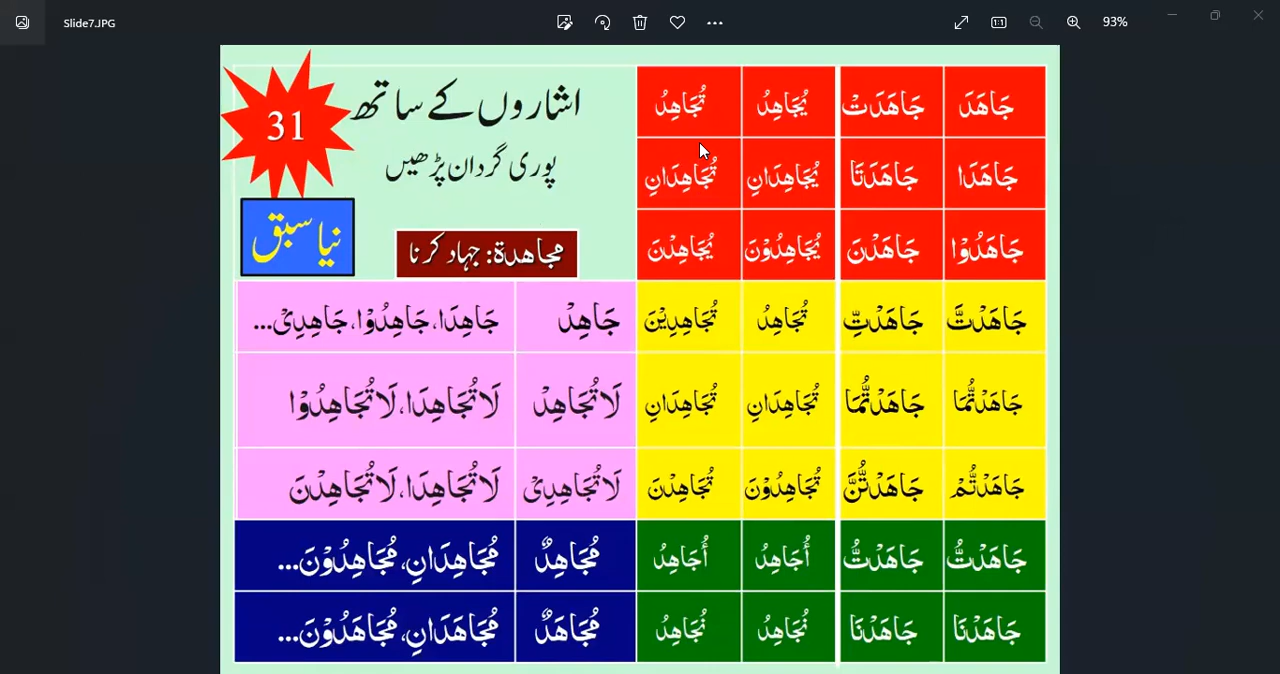 Slide7.JPG
93%
31
اشاروں کے ساتھ
پوری گردان پڑھیں
نیا سبق
مجاهدة: جہاد کرنا
جَاهَدَ جَاهَدَتْ يُجَاهِدُ تُجَاهِدُ
جَاهَدَا جَاهَدَتَا يُجَاهِدَانِ تُجَاهِدَانِ
جَاهَدُوْا جَاهَدْنَ يُجَاهِدُوْنَ يُجَاهِدْنَ
جَاهَدْتَّ جَاهَدْتِّ تُجَاهِدُ تُجَاهِدِيْنَ جَاهِدْ جَاهِدَا، جَاهِدُوْا، جَاهِدِىْ...
جَاهَدْتُّمَا جَاهَدْتُّمَا تُجَاهِدَانِ تُجَاهِدَانِ لَا تُجَاهِدْ لَا تُجَاهِدَا، لَا تُجَاهِدُوْا
جَاهَدْتُّمْ جَاهَدْتُّنَّ تُجَاهِدُوْنَ تُجَاهِدْنَ لَا تُجَاهِدِىْ لَا تُجَاهِدَا، لَا تُجَاهِدْنَ
جَاهَدْتُّ جَاهَدْتُّ أُجَاهِدُ أُجَاهِدُ مُجَاهِدٌ مُجَاهِدَانِ، مُجَاهِدُوْنَ...
جَاهَدْنَا جَاهَدْنَا نُجَاهِدُ نُجَاهِدُ مُجَاهَدٌ مُجَاهَدَانِ، مُجَاهَدُوْنَ...